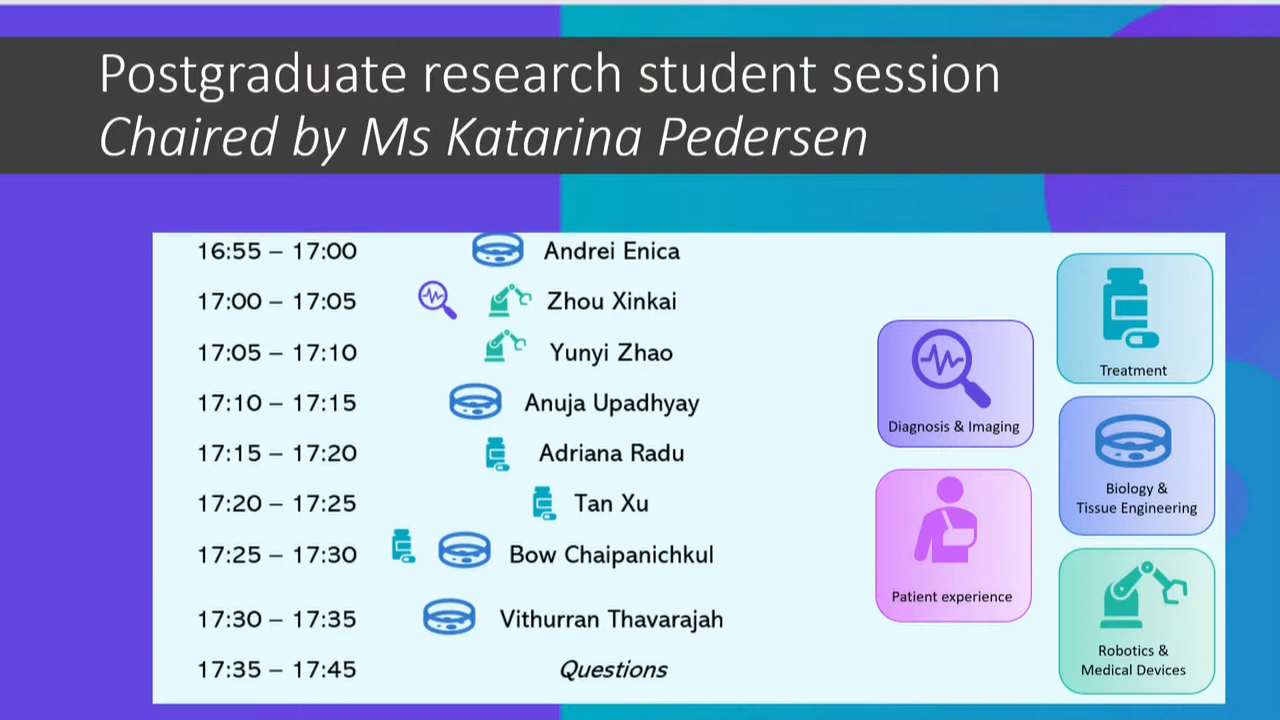 Postgraduate research student session
Chaired by Ms Katarina Pedersen
16:55 – 17:00 Andrei Enica
17:00 – 17:05 Zhou Xinkai
17:05 – 17:10 Yunyi Zhao
17:10 – 17:15 Anuja Upadhyay
17:15 – 17:20 Adriana Radu
17:20 – 17:25 Tan Xu
17:25 – 17:30 Bow Chaipanichkul
17:30 – 17:35 Vithurran Thavarajah
17:35 – 17:45 Questions
Diagnosis & Imaging
Patient experience
Treatment
Biology &
Tissue Engineering
Robotics &
Medical Devices